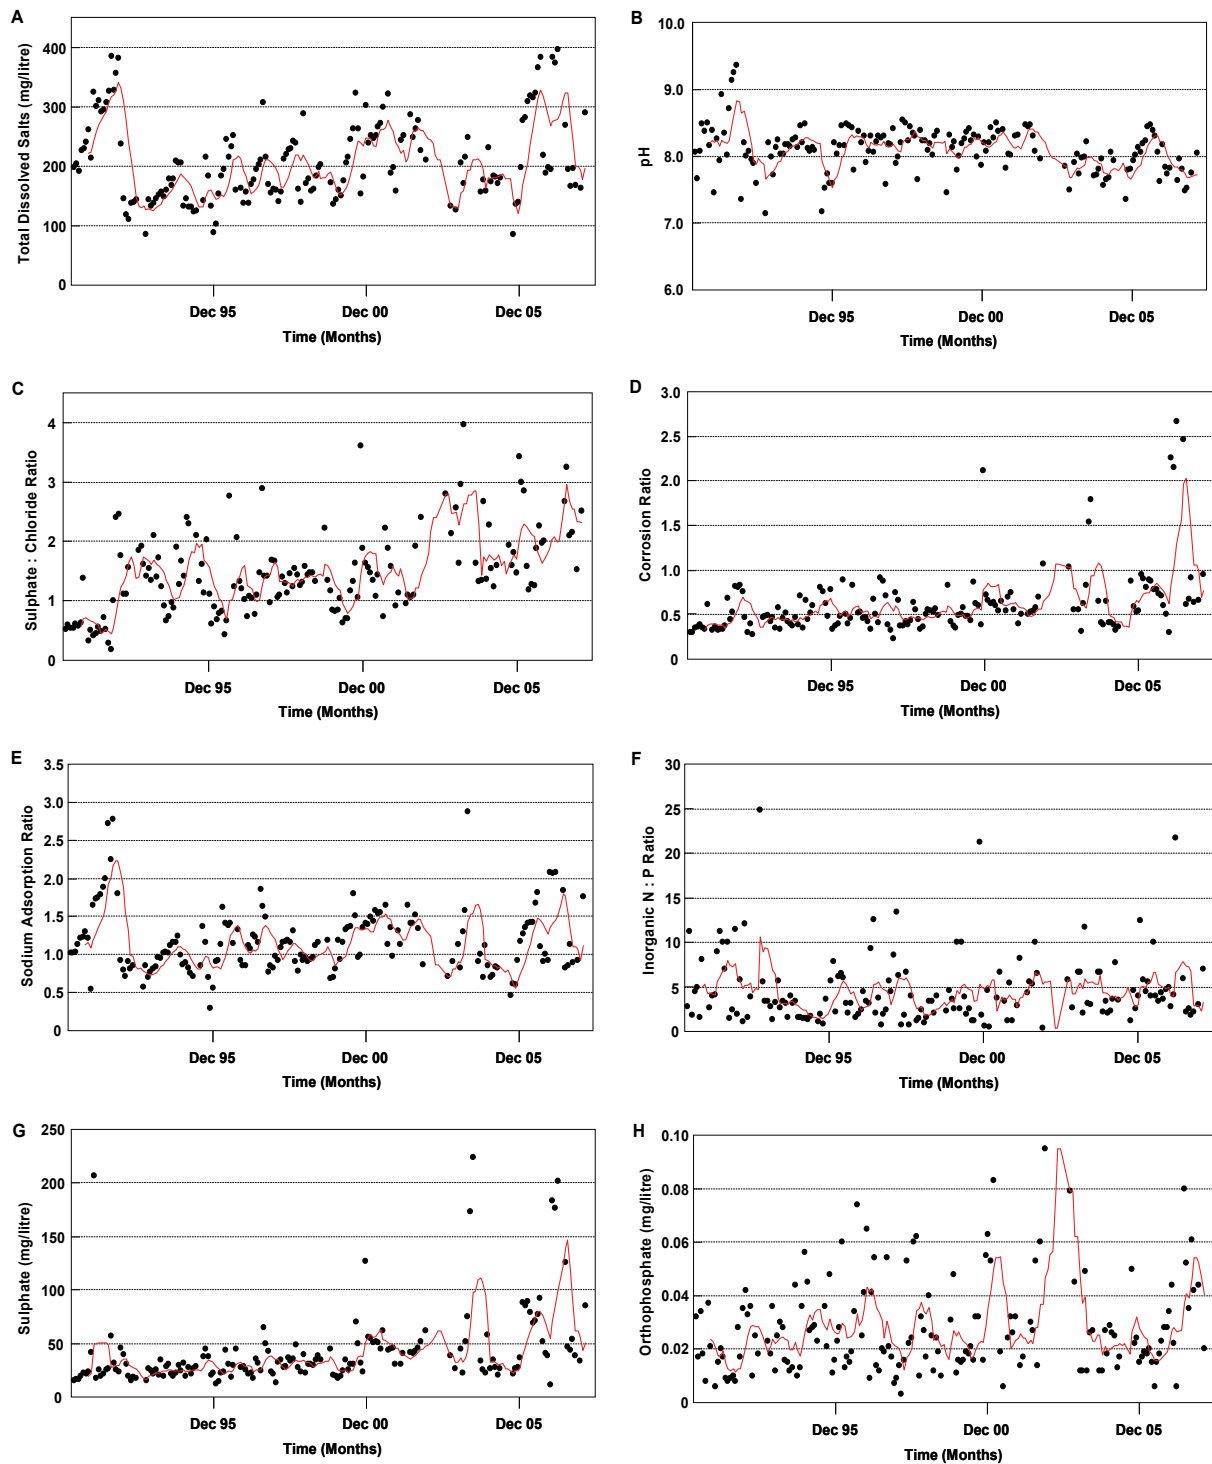 A
Total Dissolved Salts (mg/litre)
400
300
200
100
0
Dec 95
Dec 00
Dec 05
Time (Months)
B
pH
10.0
9.0
8.0
7.0
6.0
Dec 95
Dec 00
Dec 05
Time (Months)
C
Sulphate : Chloride Ratio
4
3
2
1
0
Dec 95
Dec 00
Dec 05
Time (Months)
D
Corrosion Ratio
3.0
2.5
2.0
1.5
1.0
0.5
0
Dec 95
Dec 00
Dec 05
Time (Months)
E
Sodium Adsorption Ratio
3.5
3.0
2.5
2.0
1.5
1.0
0.5
0
Dec 95
Dec 00
Dec 05
Time (Months)
F
Inorganic N : P Ratio
30
25
20
15
10
5
0
Dec 95
Dec 00
Dec 05
Time (Months)
G
Sulphate (mg/litre)
250
200
150
100
50
0
Dec 95
Dec 00
Dec 05
Time (Months)
H
Orthophosphate (mg/litre)
0.10
0.08
0.06
0.04
0.02
0
Dec 95
Dec 00
Dec 05
Time (Months)